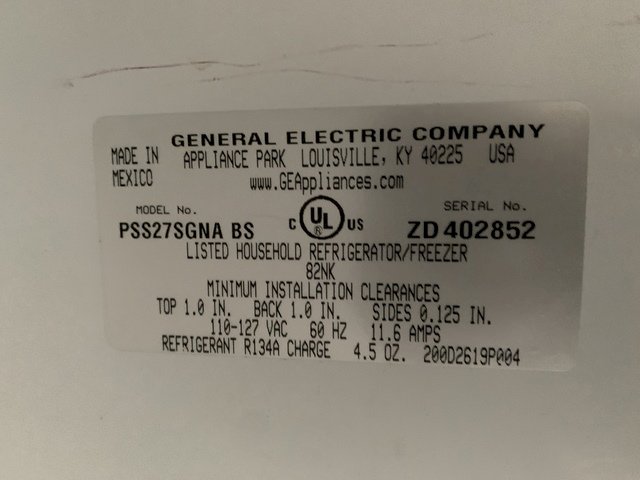 GENERAL ELECTRIC COMPANY
MADE IN MEXICO
APPLIANCE PARK LOUISVILLE, KY 40225 USA
www.GEAppliances.com
MODEL No.
PSS27SGNA BS
C UL ® US
SERIAL No.
ZD 402852
LISTED HOUSEHOLD REFRIGERATOR/FREEZER
82NK
MINIMUM INSTALLATION CLEARANCES
TOP 1.0 IN. BACK 1.0 IN. SIDES 0.125 IN.
110-127 VAC 60 HZ 11.6 AMPS
REFRIGERANT R134A CHARGE 4.5 OZ. 200D2619P004